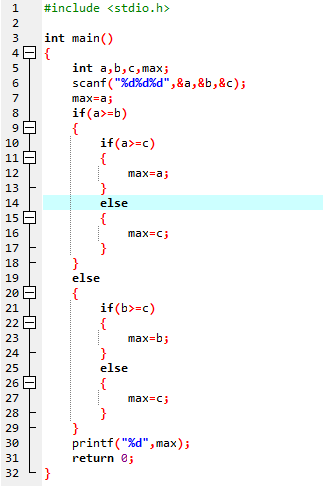 1 #include <stdio.h>
2
3 int main()
4 {
5     int a,b,c,max;
6     scanf("%d%d%d",&a,&b,&c);
7     max=a;
8     if(a>=b)
9     {
10         if(a>=c)
11         {
12             max=a;
13         }
14         else
15         {
16             max=c;
17         }
18     }
19     else
20     {
21         if(b>=c)
22         {
23             max=b;
24         }
25         else
26         {
27             max=c;
28         }
29     }
30     printf("%d",max);
31     return 0;
32 }